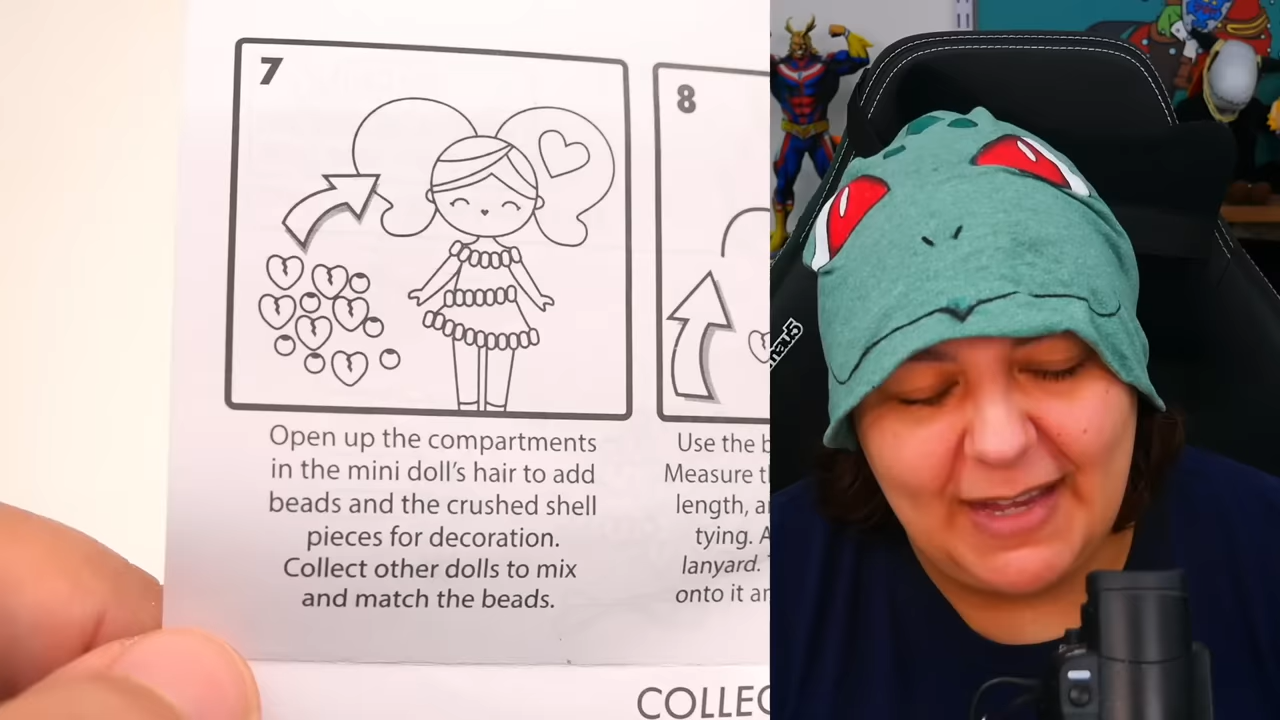 7
Open up the compartments
in the mini doll's hair to add
beads and the crushed shell
pieces for decoration.
Collect other dolls to mix
and match the beads.
8
Use the
Measure
length,
tying.
lanyard.
onto it